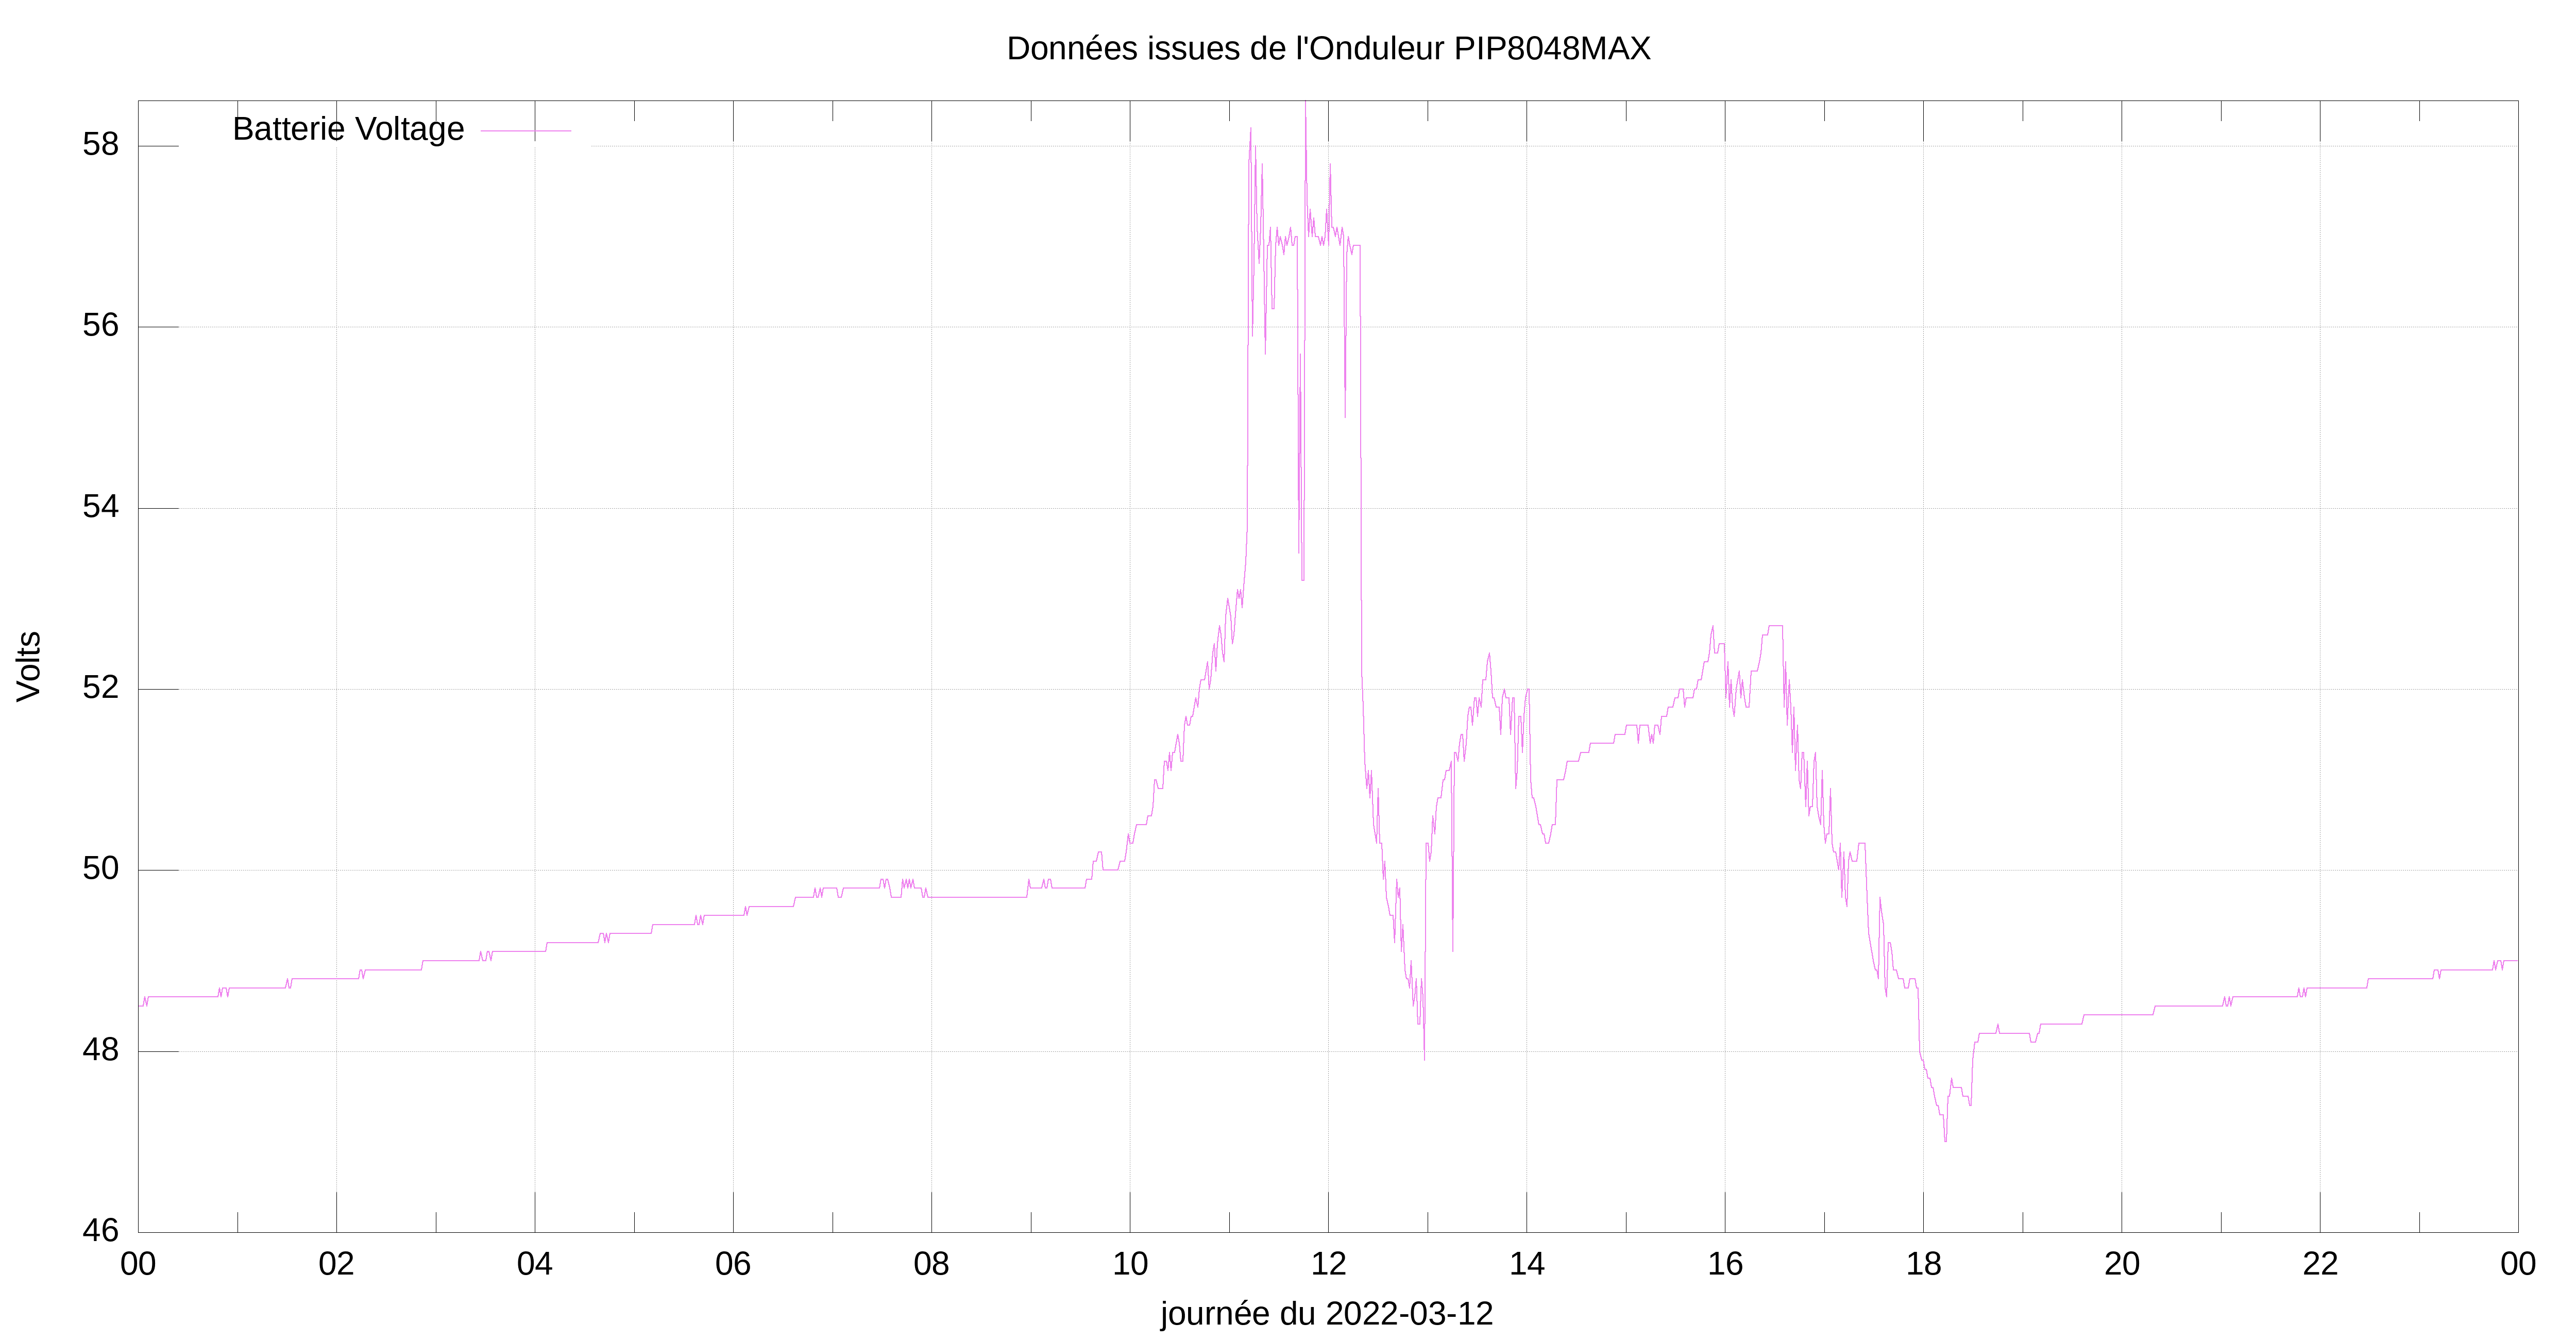 Données issues de l'Onduleur PIP8048MAX
Batterie Voltage
58
56
54
52
50
48
46
Volts
00 02 04 06 08 10 12 14 16 18 20 22 00
journée du 2022-03-12